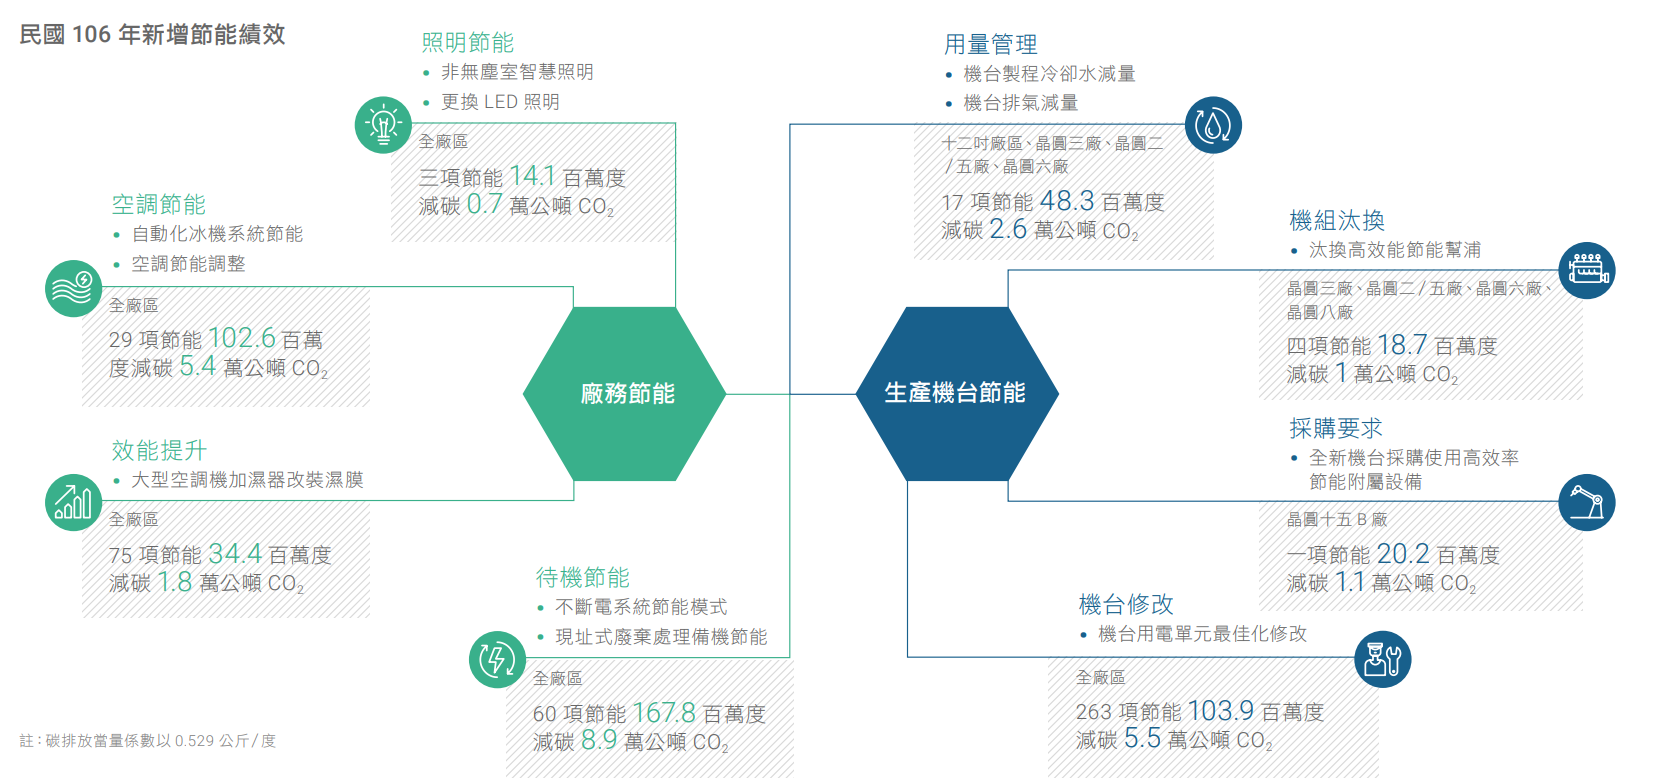 民國 106 年新增節能績效
照明節能
• 非無塵室智慧照明
• 更換 LED 照明
全廠區
三項節能 14.1 百萬度
減碳 0.7 萬公噸 CO₂
空調節能
• 自動化冰機系統節能
• 空調節能調整
全廠區
29 項節能 102.6 百萬
度減碳 5.4 萬公噸 CO₂
效能提升
• 大型空調機加濕器改裝濕膜
全廠區
75 項節能 34.4 百萬度
減碳 1.8 萬公噸 CO₂
待機節能
• 不斷電系統節能模式
• 現址式廢棄處理備機節能
全廠區
60 項節能 167.8 百萬度
減碳 8.9 萬公噸 CO₂
廠務節能
生產機台節能
用量管理
• 機台製程冷卻水減量
• 機台排氣減量
十二吋廠區、晶圓三廠、晶圓二
/五廠、晶圓六廠
17 項節能 48.3 百萬度
減碳 2.6 萬公噸 CO₂
機組汰換
• 汰換高效能節能幫浦
晶圓三廠、晶圓二/五廠、晶圓六廠、
晶圓八廠
四項節能 18.7 百萬度
減碳 1 萬公噸 CO₂
採購要求
• 全新機台採購使用高效率
節能附屬設備
晶圓十五 B 廠
一項節能 20.2 百萬度
減碳 1.1 萬公噸 CO₂
機台修改
• 機台用電單元最佳化修改
全廠區
263 項節能 103.9 百萬度
減碳 5.5 萬公噸 CO₂
註：碳排放當量係數以 0.529 公斤/度